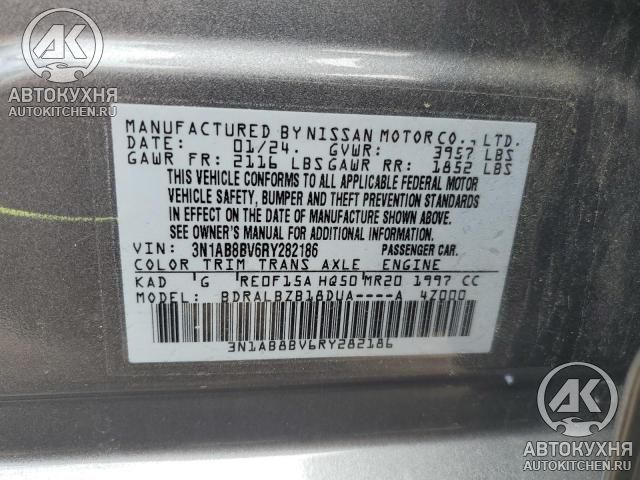 AK
АВТОКУХНЯ
AUTOKITCHEN.RU
MANUFACTURED BY NISSAN MOTOR CO., LTD.
DATE: 01/24. GVWR: 3957 LBS
GAWR FR: 2116 LBS GAWR RR: 1852 LBS
THIS VEHICLE CONFORMS TO ALL APPLICABLE FEDERAL MOTOR
VEHICLE SAFETY, BUMPER AND THEFT PREVENTION STANDARDS
IN EFFECT ON THE DATE OF MANUFACTURE SHOWN ABOVE.
SEE OWNER'S MANUAL FOR ADDITIONAL INFORMATION.
VIN: 3N1AB8BV6RY282186 PASSENGER CAR.
COLOR TRIM TRANS AXLE ENGINE
KAD 'G RE0F15A HQ50 MR20 1997 CC
MODEL: BDRALBZB18DUA----A 4Z000
3N1AB8BV6RY282186
AK
АВТОКУХНЯ
AUTOKITCHEN.RU